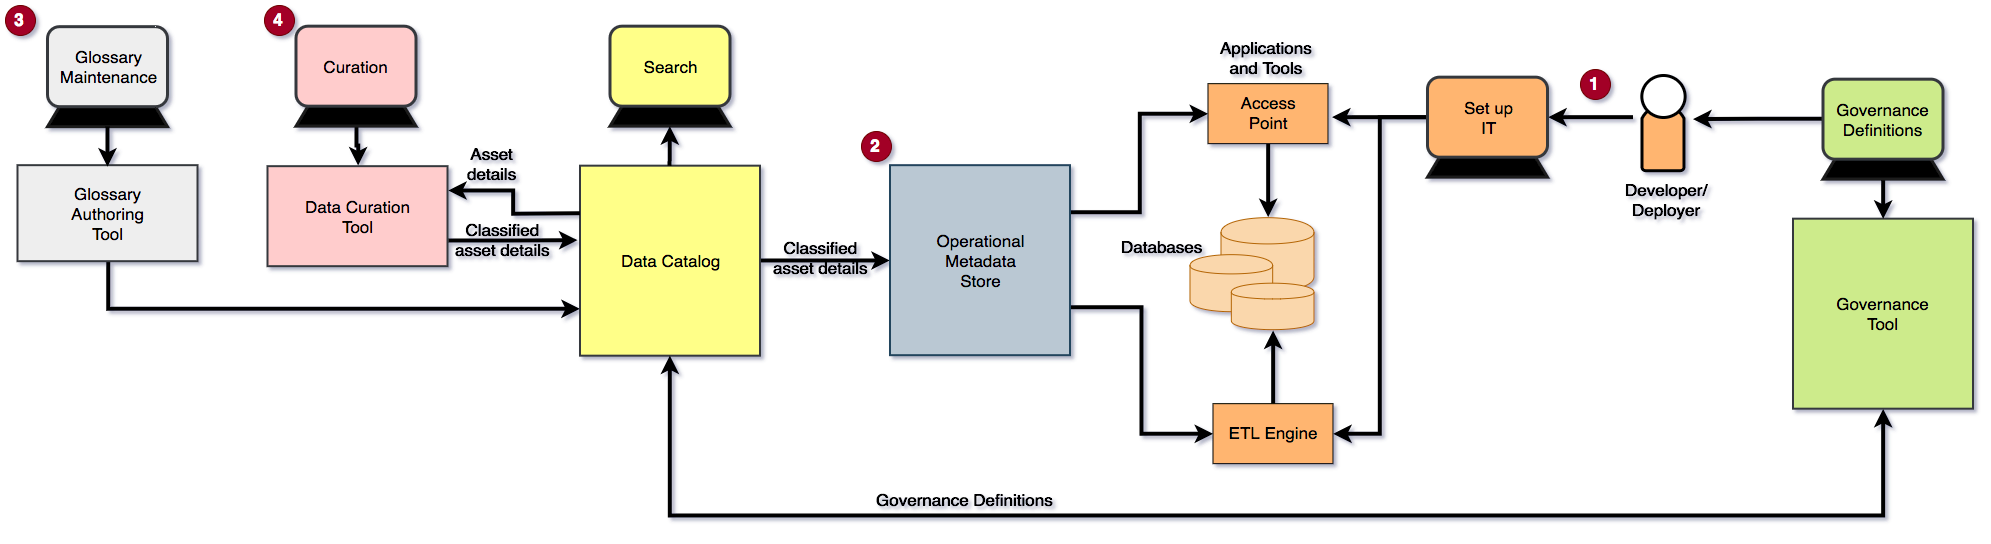 3
Glossary
Maintenance
Glossary
Authoring
Tool
4
Curation
Data Curation
Tool
Asset
details
Classified
asset details
Search
Data Catalog
Classified
asset details
2
Operational
Metadata
Store
Applications
and Tools
Access
Point
Databases
ETL Engine
Set up
IT
1
Developer/
Deployer
Governance
Definitions
Governance
Tool
Governance Definitions